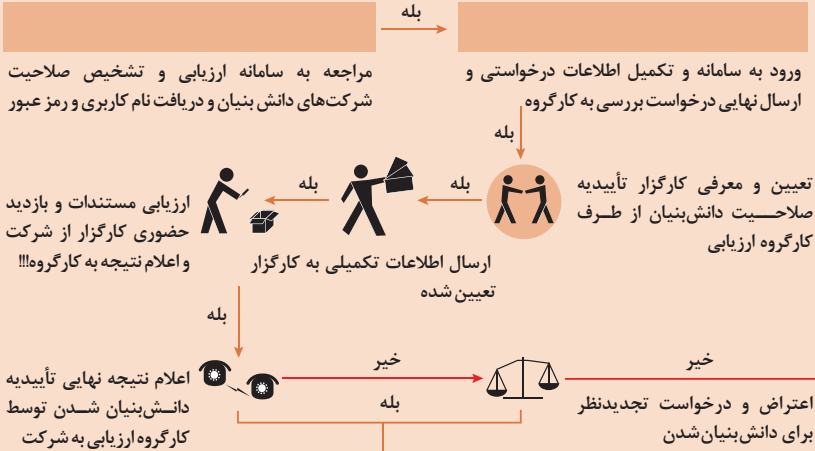 بله
مراجعه به سامانه ارزیابی و تشخیص صلاحیت
شرکت‌های دانش بنیان و دریافت نام کاربری و رمز عبور
ورود به سامانه و تکمیل اطلاعات درخواستی و
ارسال نهایی درخواست بررسی به کارگروه
بله
تعیین و معرفی کارگزار تأییدیه
صلاحــــیت دانش‌بنیان از طــرف
کارگروه ارزیابی
بله
ارسال اطلاعات تکمیلی به کارگزار
تعیین شده
بله
ارزیابی مستندات و بازدید
حضوری کارگزار از شرکت
و اعلام نتیجه به کارگروه!!!
بله
اعلام نتیجه نهایی تأییدیه
دانــش‌بنیان شــدن توسط
کارگروه ارزیابی به شرکت
خیر
بله
خیر
اعتراض و درخواست تجدیدنظر
برای دانش‌بنیان‌شدن